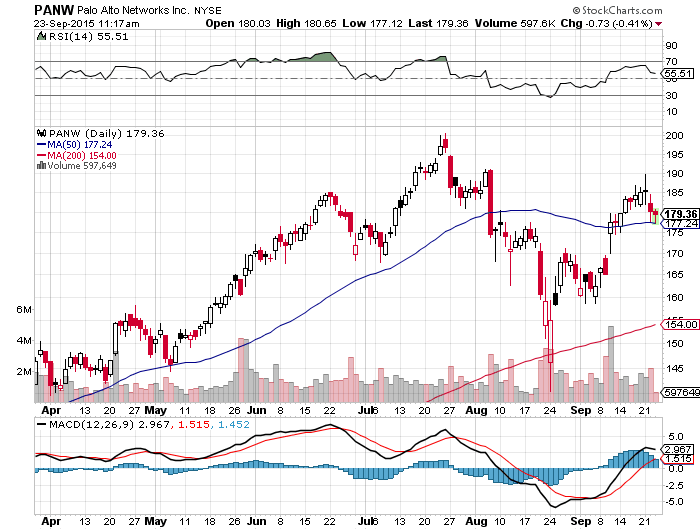 PANW Palo Alto Networks Inc. NYSE © StockCharts.com
23-Sep-2015 11:17am Open 180.03 High 180.65 Low 177.12 Last 179.36 Volume 597.6K Chg -0.73 (-0.41%)
RSI(14) 55.51
90
70
55.51
30
10
PANW (Daily) 179.36
MA(50) 177.24
MA(200) 154.00
Volume 597,649
200
195
190
185
179.36
177.24
175
170
165
160
154.00
150
145
597649
6M
4M
2M
Apr 13 20 27 May 11 18 26 Jun 8 15 22 Jul 6 13 20 27 Aug 10 17 24 Sep 8 14 21
MACD(12,26,9) 2.967, 1.515, 1.452
5.0
2.967
1.515
0.0
-2.5
-5.0
Apr 13 20 27 May 11 18 26 Jun 8 15 22 Jul 6 13 20 27 Aug 10 17 24 Sep 8 14 21